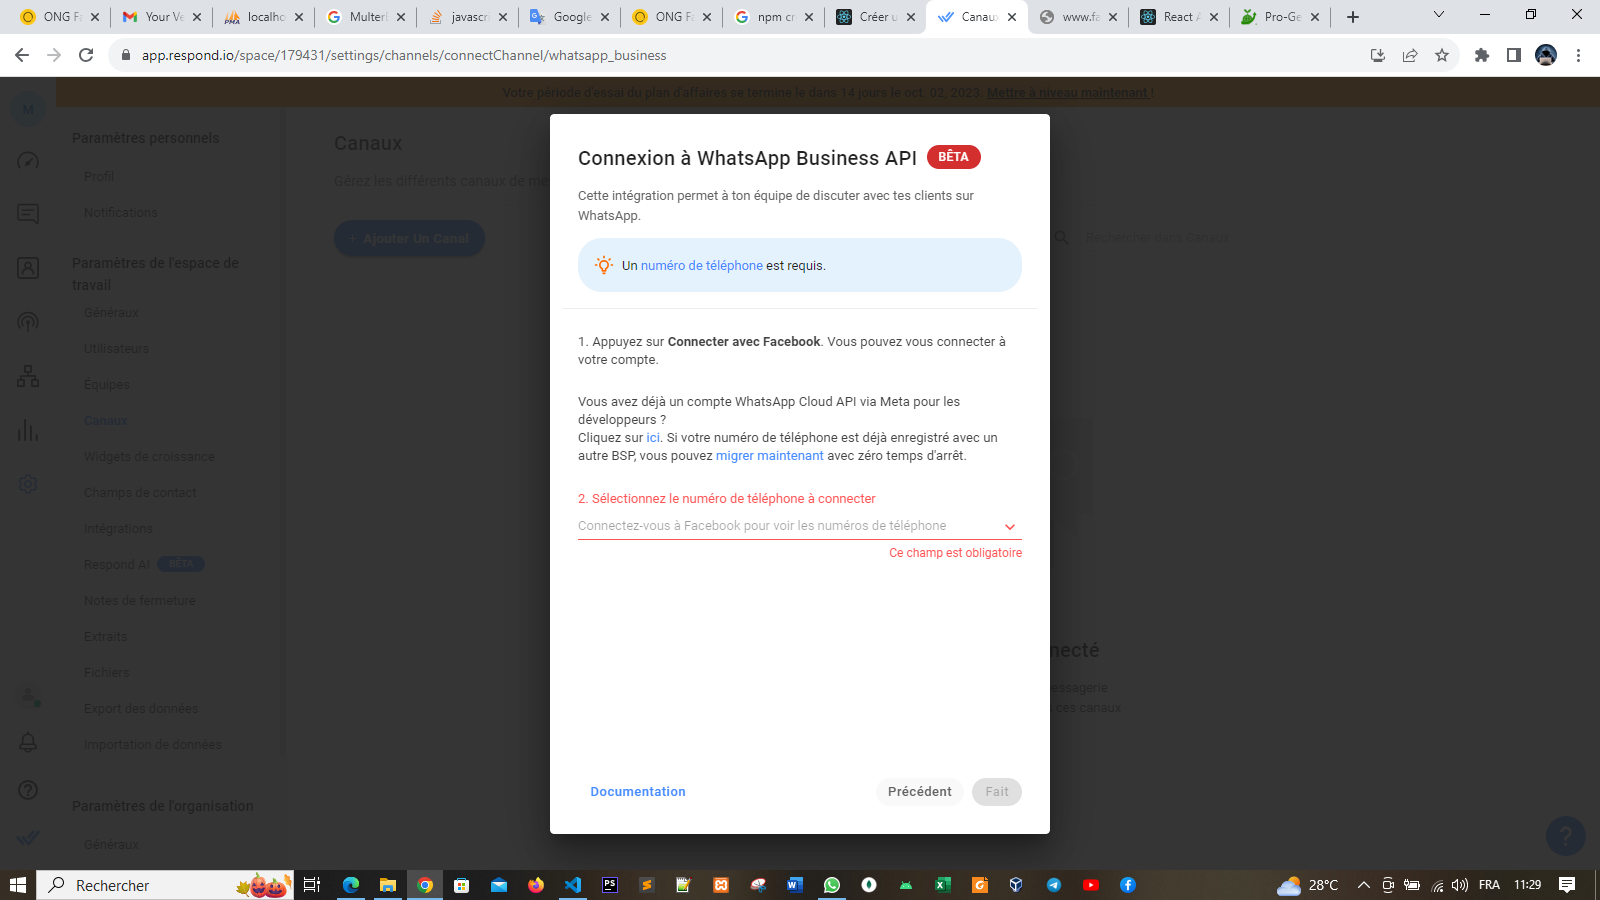 ONG Fa
Your Ve
localho
Multerl
javascri
Google
ONG Fa
npm cr
Créer u
Canaux
www.fa
React A
Pro-Ge
app.respond.io/space/179431/settings/channels/connectChannel/whatsapp_business
Votre période d'essai du plan d'affaires se termine le dans 14 jours le oct. 02, 2023. Mettre à niveau maintenant !
M
Paramètres personnels
Profil
Notifications
Paramètres de l'espace de
travail
Généraux
Utilisateurs
Équipes
Canaux
Widgets de croissance
Champs de contact
Intégrations
Respond AI BÊTA
Notes de fermeture
Extraits
Fichiers
Export des données
Importation de données
Paramètres de l'organisation
Généraux
Canaux
Gérez les différents canaux de me
+ Ajouter Un Canal
Rechercher dans Canaux
necté
essagerie
ces canaux
Connexion à WhatsApp Business API BÊTA
Cette intégration permet à ton équipe de discuter avec tes clients sur
WhatsApp.
Un numéro de téléphone est requis.
1. Appuyez sur Connecter avec Facebook. Vous pouvez vous connecter à
votre compte.
Vous avez déjà un compte WhatsApp Cloud API via Meta pour les
développeurs ?
Cliquez sur ici. Si votre numéro de téléphone est déjà enregistré avec un
autre BSP, vous pouvez migrer maintenant avec zéro temps d'arrêt.
2. Sélectionnez le numéro de téléphone à connecter
Connectez-vous à Facebook pour voir les numéros de téléphone
Ce champ est obligatoire
Documentation
Précédent
Fait
Rechercher
28°C
FRA
11:29